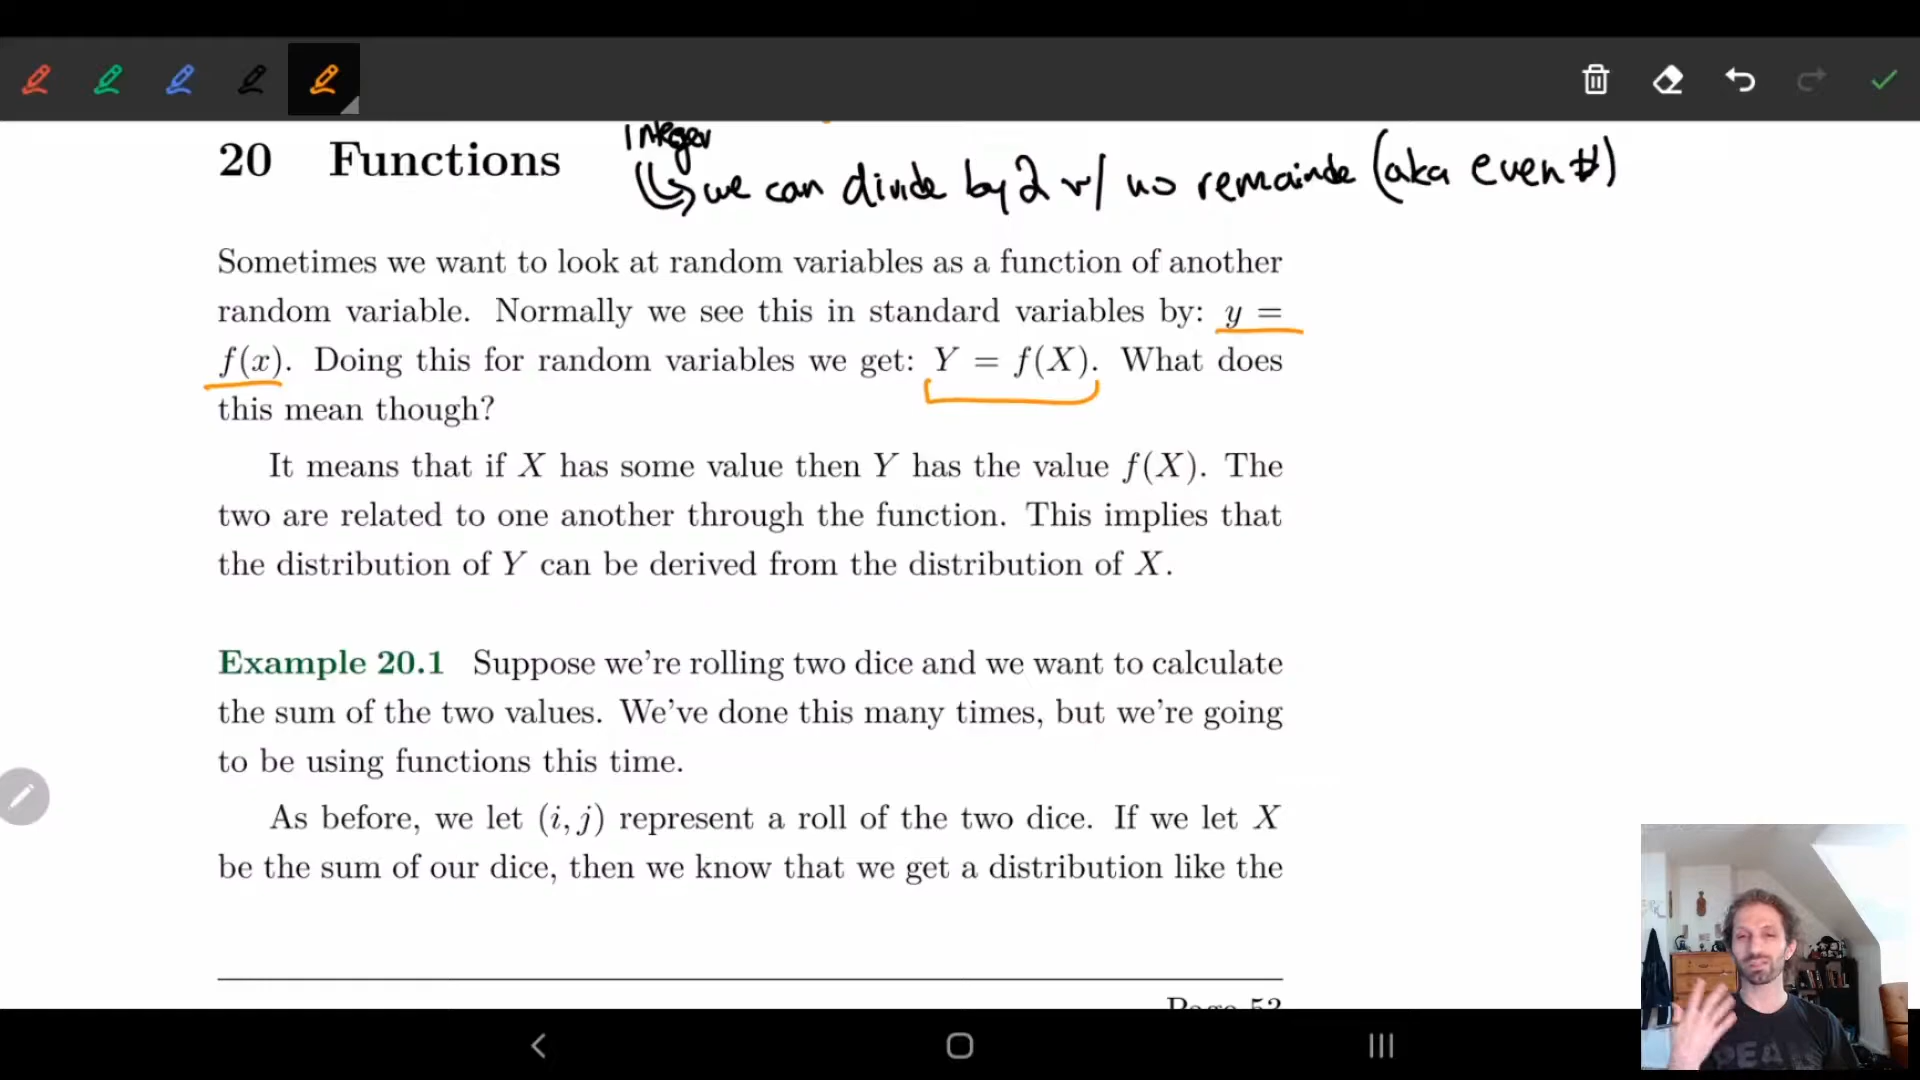 Integer
20 Functions
↳ we can divide by 2 w/ no remainde (aka even #)
Sometimes we want to look at random variables as a function of another
random variable. Normally we see this in standard variables by: y =
f(x). Doing this for random variables we get: Y = f(X). What does
this mean though?
It means that if X has some value then Y has the value f(X). The
two are related to one another through the function. This implies that
the distribution of Y can be derived from the distribution of X.
Example 20.1 Suppose we're rolling two dice and we want to calculate
the sum of the two values. We've done this many times, but we're going
to be using functions this time.
As before, we let (i, j) represent a roll of the two dice. If we let X
be the sum of our dice, then we know that we get a distribution like the
Page 52